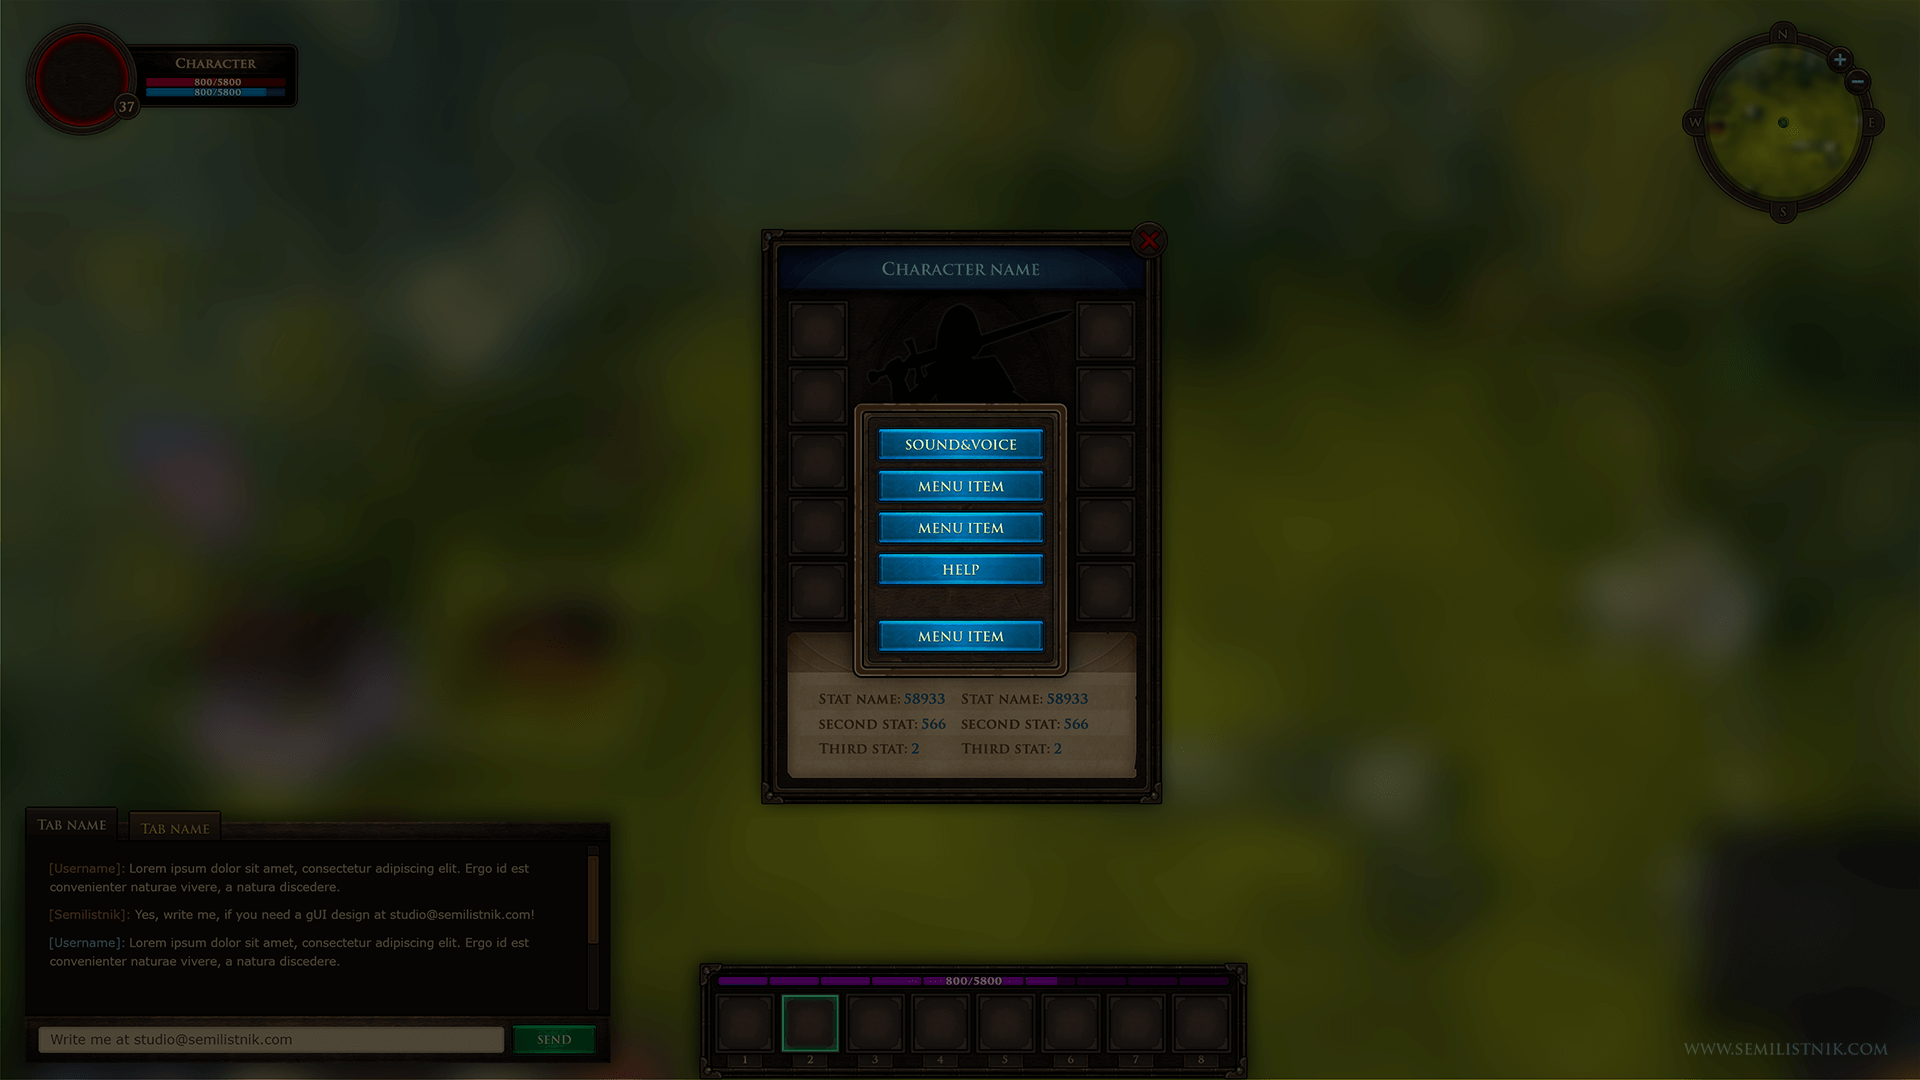 CHARACTER
800/5800
800/5800
37
N
+
−
W
E
S
CHARACTER NAME
SOUND&VOICE
MENU ITEM
MENU ITEM
HELP
MENU ITEM
STAT NAME: 58933 STAT NAME: 58933
SECOND STAT: 566 SECOND STAT: 566
THIRD STAT: 2 THIRD STAT: 2
TAB NAME
TAB NAME
[Username]: Lorem ipsum dolor sit amet, consectetur adipiscing elit. Ergo id est
convenienter naturae vivere, a natura discedere.
[Semilistnik]: Yes, write me, if you need a gUI design at studio@semilistnik.com!
[Username]: Lorem ipsum dolor sit amet, consectetur adipiscing elit. Ergo id est
convenienter naturae vivere, a natura discedere.
Write me at studio@semilistnik.com
SEND
800/5800
1 2 3 4 5 6 7 8
WWW.SEMILISTNIK.COM